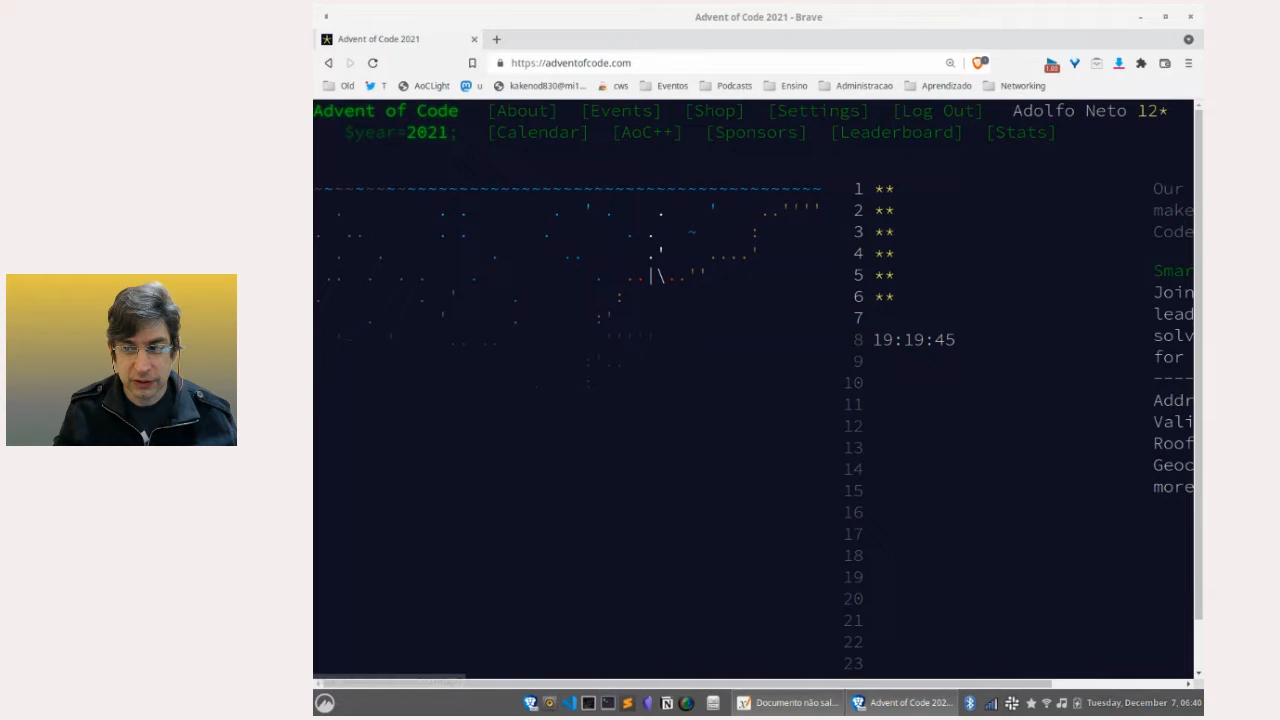 Advent of Code 2021 - Brave
Advent of Code 2021
https://adventofcode.com
1.00
Old T AoCLight u kakenod830@mi1... cws Eventos Podcasts Ensino Administracao Aprendizado Networking
Advent of Code [About] [Events] [Shop] [Settings] [Log Out] Adolfo Neto 12*
$year=2021; [Calendar] [AoC++] [Sponsors] [Leaderboard] [Stats]
1 **
2 **
3 **
4 **
5 **
6 **
7
8 19:19:45
9
10
11
12
13
14
15
16
17
18
19
20
21
22
23
Our
make
Code
Smar
Join
lead
solv
for
----
Addr
Vali
Roof
Geoc
more
Documento não sal... Advent of Code 202... Tuesday, December 7, 06:40